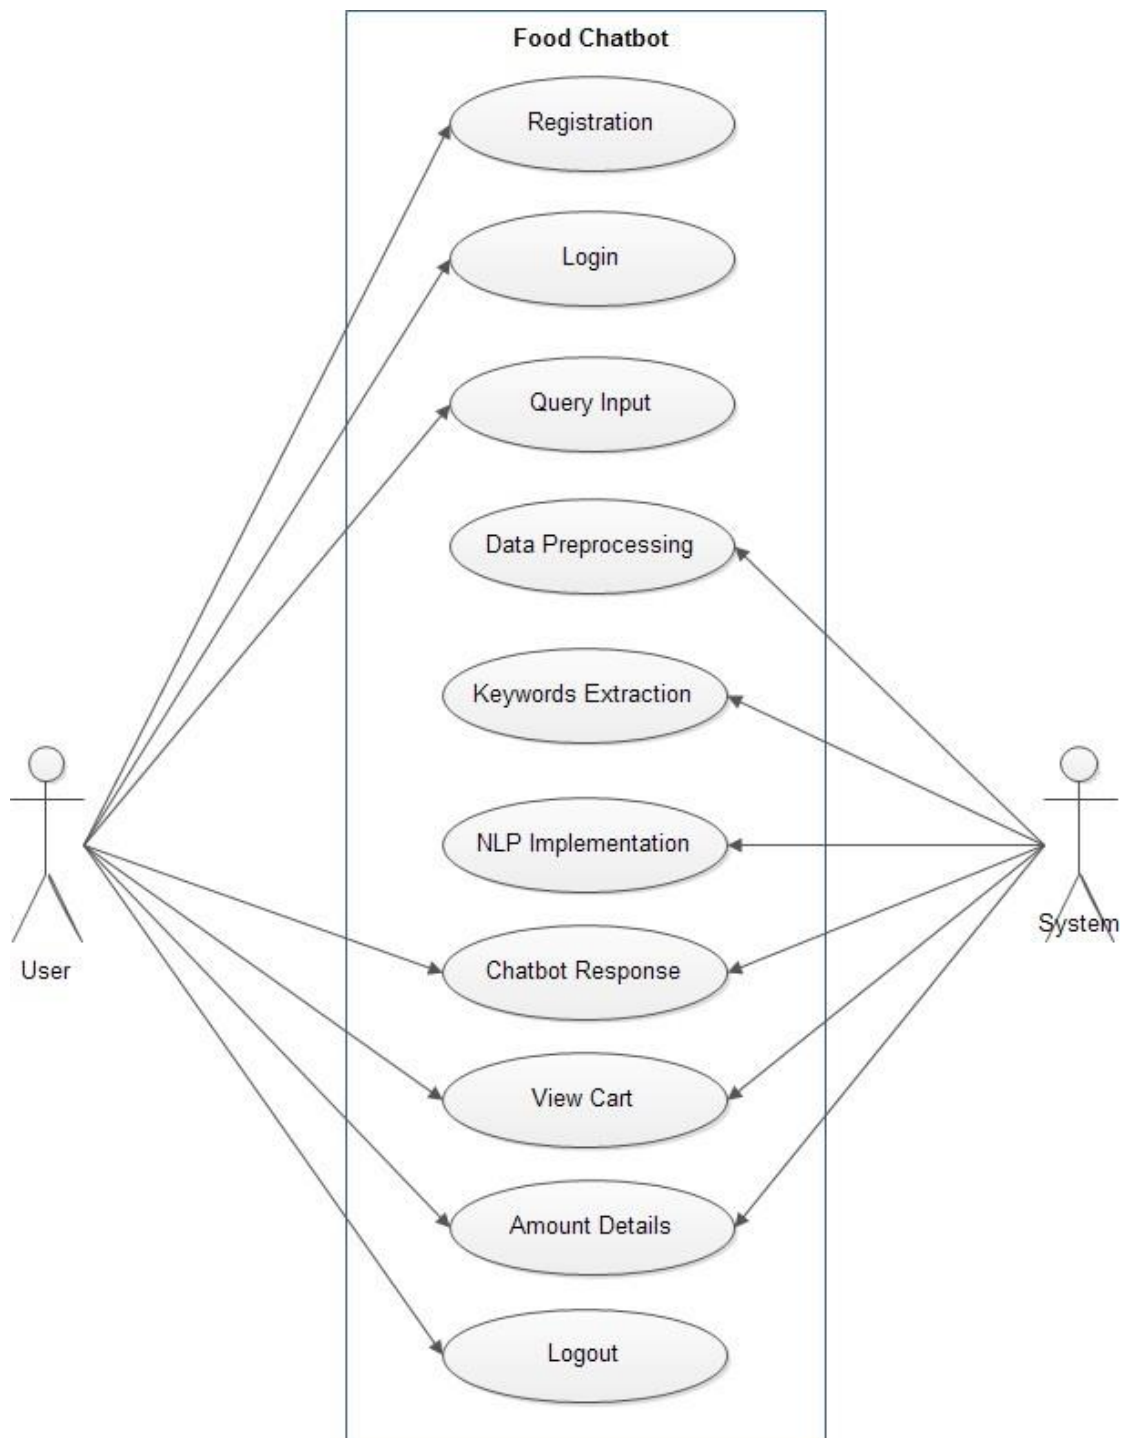 Food Chatbot
Registration
Login
Query Input
Data Preprocessing
Keywords Extraction
NLP Implementation
System
User
Chatbot Response
View Cart
Amount Details
Logout